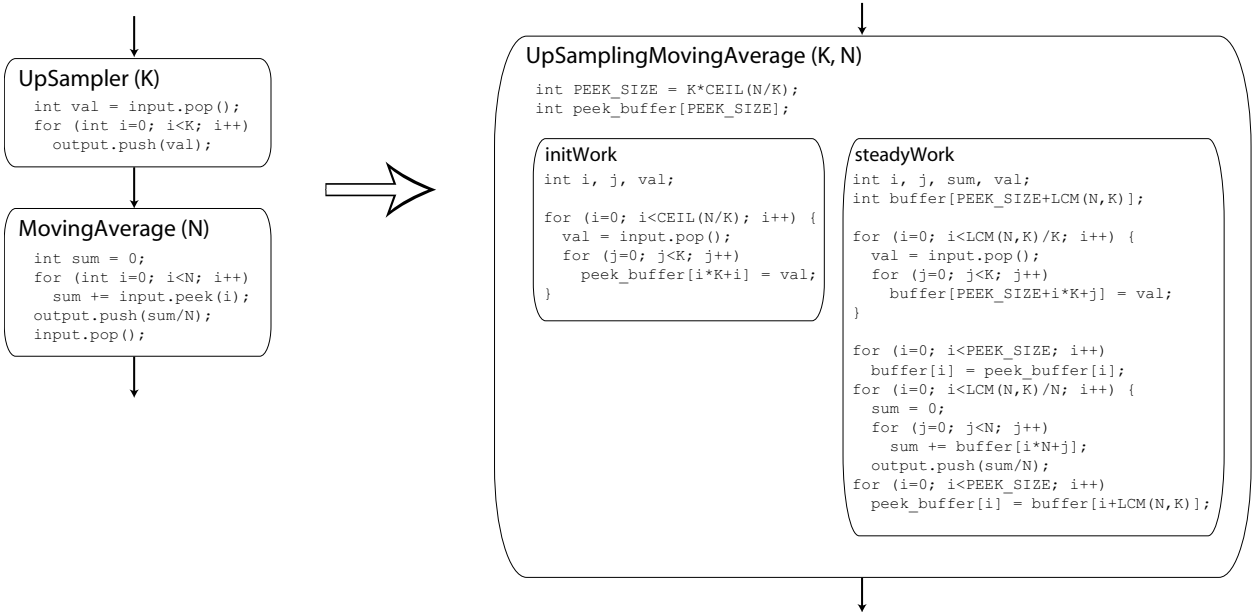 UpSampler (K)
int val = input.pop();
for (int i=0; i<K; i++)
output.push(val);
MovingAverage (N)
int sum = 0;
for (int i=0; i<N; i++)
sum += input.peek(i);
output.push(sum/N);
input.pop();
UpSamplingMovingAverage (K, N)
int PEEK_SIZE = K*CEIL(N/K);
int peek_buffer[PEEK_SIZE];
initWork
int i, j, val;
for (i=0; i<CEIL(N/K); i++) {
val = input.pop();
for (j=0; j<K; j++)
peek_buffer[i*K+i] = val;
}
steadyWork
int i, j, sum, val;
int buffer[PEEK_SIZE+LCM(N,K)];
for (i=0; i<LCM(N,K)/K; i++) {
val = input.pop();
for (j=0; j<K; j++)
buffer[PEEK_SIZE+i*K+j] = val;
}
for (i=0; i<PEEK_SIZE; i++)
buffer[i] = peek_buffer[i];
for (i=0; i<LCM(N,K)/N; i++) {
sum = 0;
for (j=0; j<N; j++)
sum += buffer[i*N+j];
output.push(sum/N);
for (i=0; i<PEEK_SIZE; i++)
peek_buffer[i] = buffer[i+LCM(N,K)];